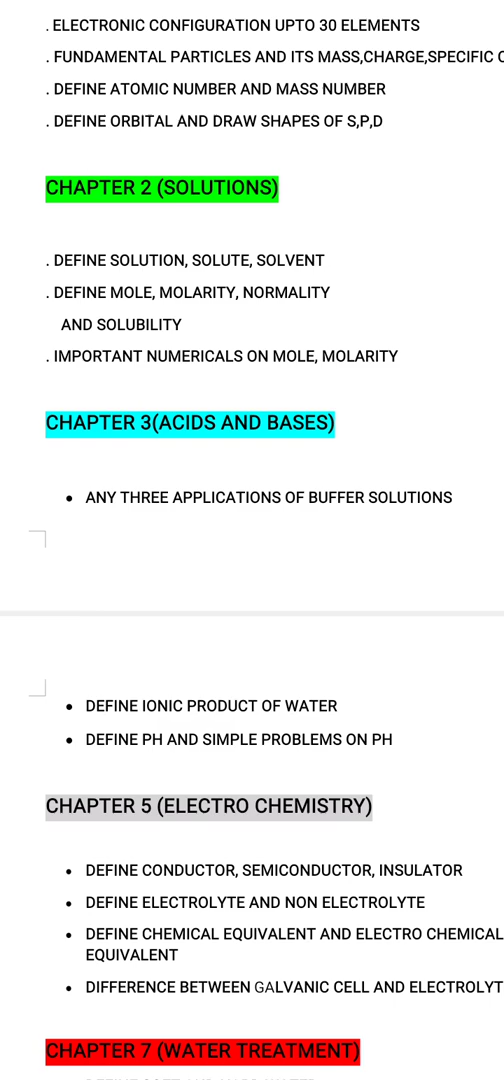 . ELECTRONIC CONFIGURATION UPTO 30 ELEMENTS
. FUNDAMENTAL PARTICLES AND ITS MASS,CHARGE,SPECIFIC
. DEFINE ATOMIC NUMBER AND MASS NUMBER
. DEFINE ORBITAL AND DRAW SHAPES OF S,P,D
CHAPTER 2 (SOLUTIONS)
. DEFINE SOLUTION, SOLUTE, SOLVENT
. DEFINE MOLE, MOLARITY, NORMALITY
AND SOLUBILITY
. IMPORTANT NUMERICALS ON MOLE, MOLARITY
CHAPTER 3(ACIDS AND BASES)
• ANY THREE APPLICATIONS OF BUFFER SOLUTIONS
• DEFINE IONIC PRODUCT OF WATER
• DEFINE PH AND SIMPLE PROBLEMS ON PH
CHAPTER 5 (ELECTRO CHEMISTRY)
• DEFINE CONDUCTOR, SEMICONDUCTOR, INSULATOR
• DEFINE ELECTROLYTE AND NON ELECTROLYTE
• DEFINE CHEMICAL EQUIVALENT AND ELECTRO CHEMICAL
EQUIVALENT
• DIFFERENCE BETWEEN GALVANIC CELL AND ELECTROLYT
CHAPTER 7 (WATER TREATMENT)